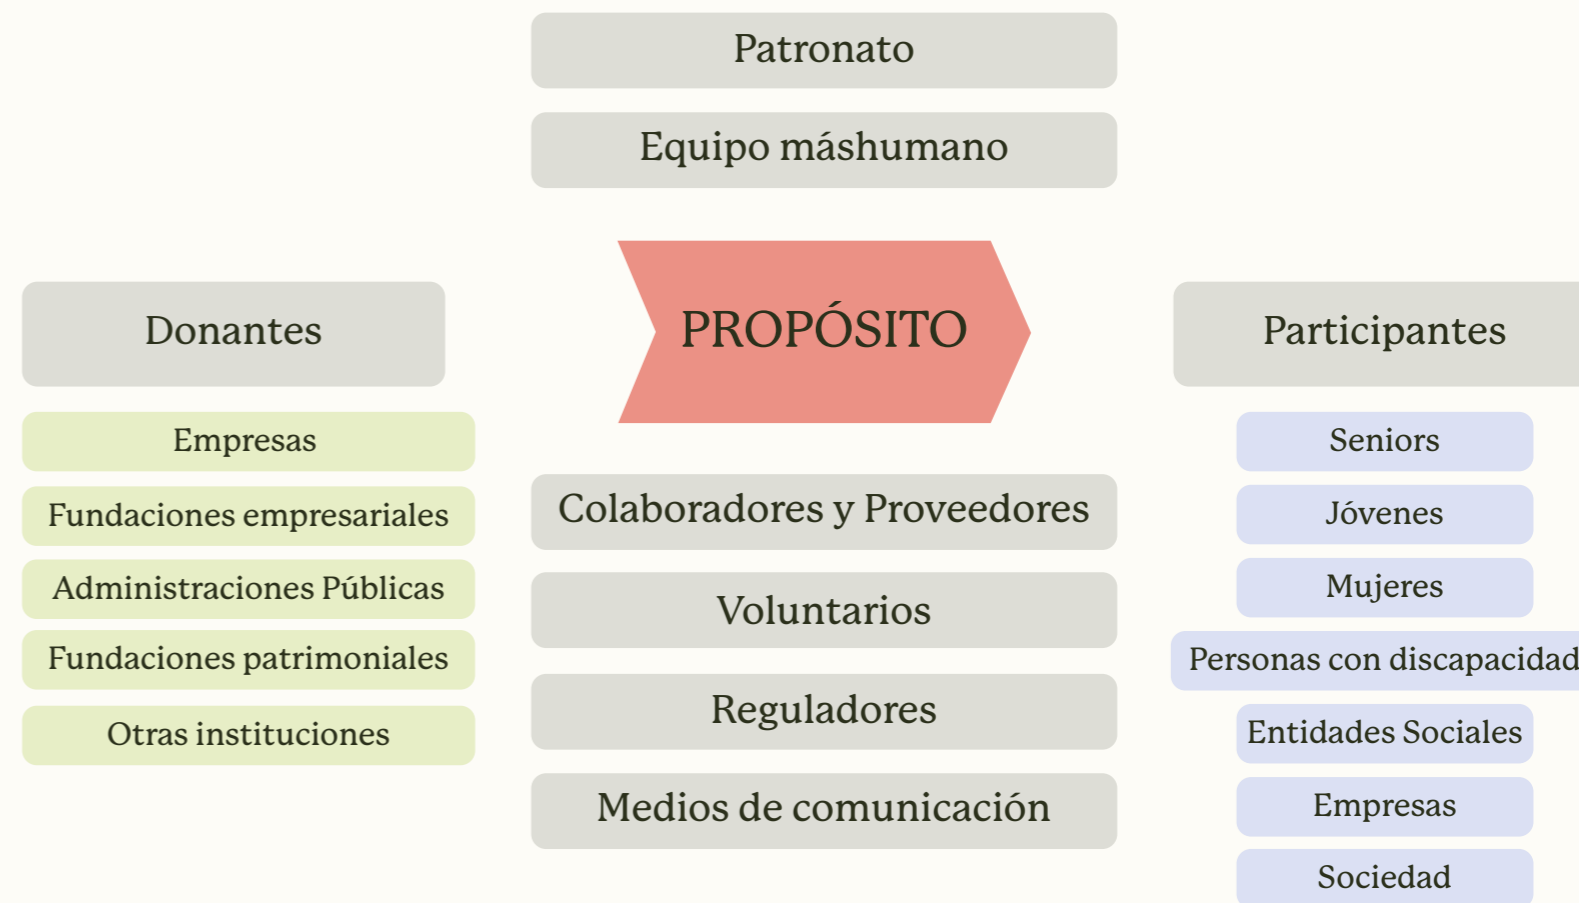 Patronato
Equipo máshumano
PROPÓSITO
Donantes
Empresas
Fundaciones empresariales
Administraciones Públicas
Fundaciones patrimoniales
Otras instituciones
Colaboradores y Proveedores
Voluntarios
Reguladores
Medios de comunicación
Participantes
Seniors
Jóvenes
Mujeres
Personas con discapacidad
Entidades Sociales
Empresas
Sociedad